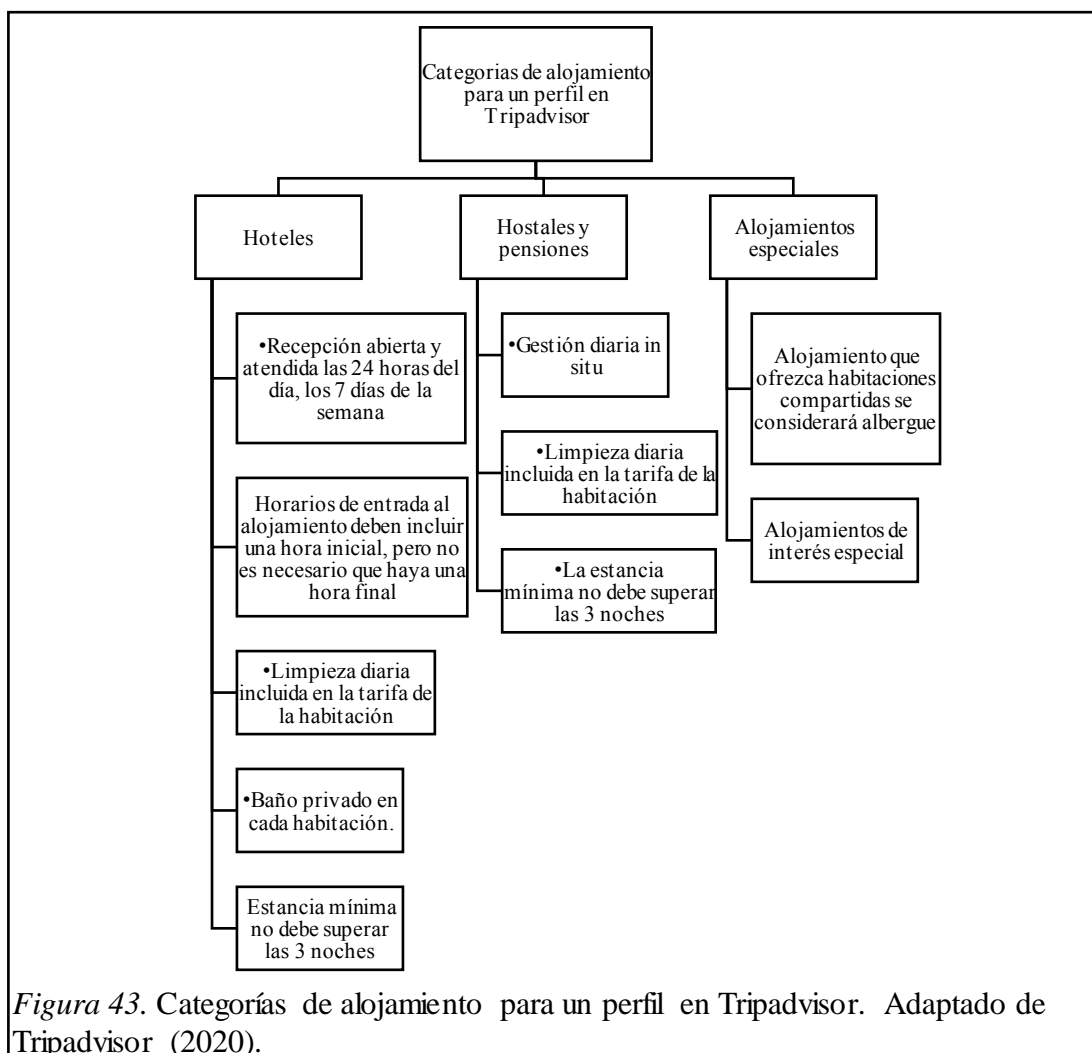 Categorias de alojamiento
para un perfil en
Tripadvisor
Hoteles
•Recepción abierta y
atendida las 24 horas del
día, los 7 días de la
semana
Horarios de entrada al
alojamiento deben incluir
una hora inicial, pero no
es necesario que haya una
hora final
•Limpieza diaria
incluida en la tarifa de
la habitación
•Baño privado en
cada habitación.
Estancia mínima
no debe superar
las 3 noches
Hostales y
pensiones
•Gestión diaria in
situ
•Limpieza diaria
incluida en la tarifa de la
habitación
•La estancia
mínima no debe superar
las 3 noches
Alojamientos
especiales
Alojamiento que
ofrezca habitaciones
compartidas se
considerará albergue
Alojamientos de
interés especial
Figura 43. Categorías de alojamiento para un perfil en Tripadvisor. Adaptado de
Tripadvisor (2020).